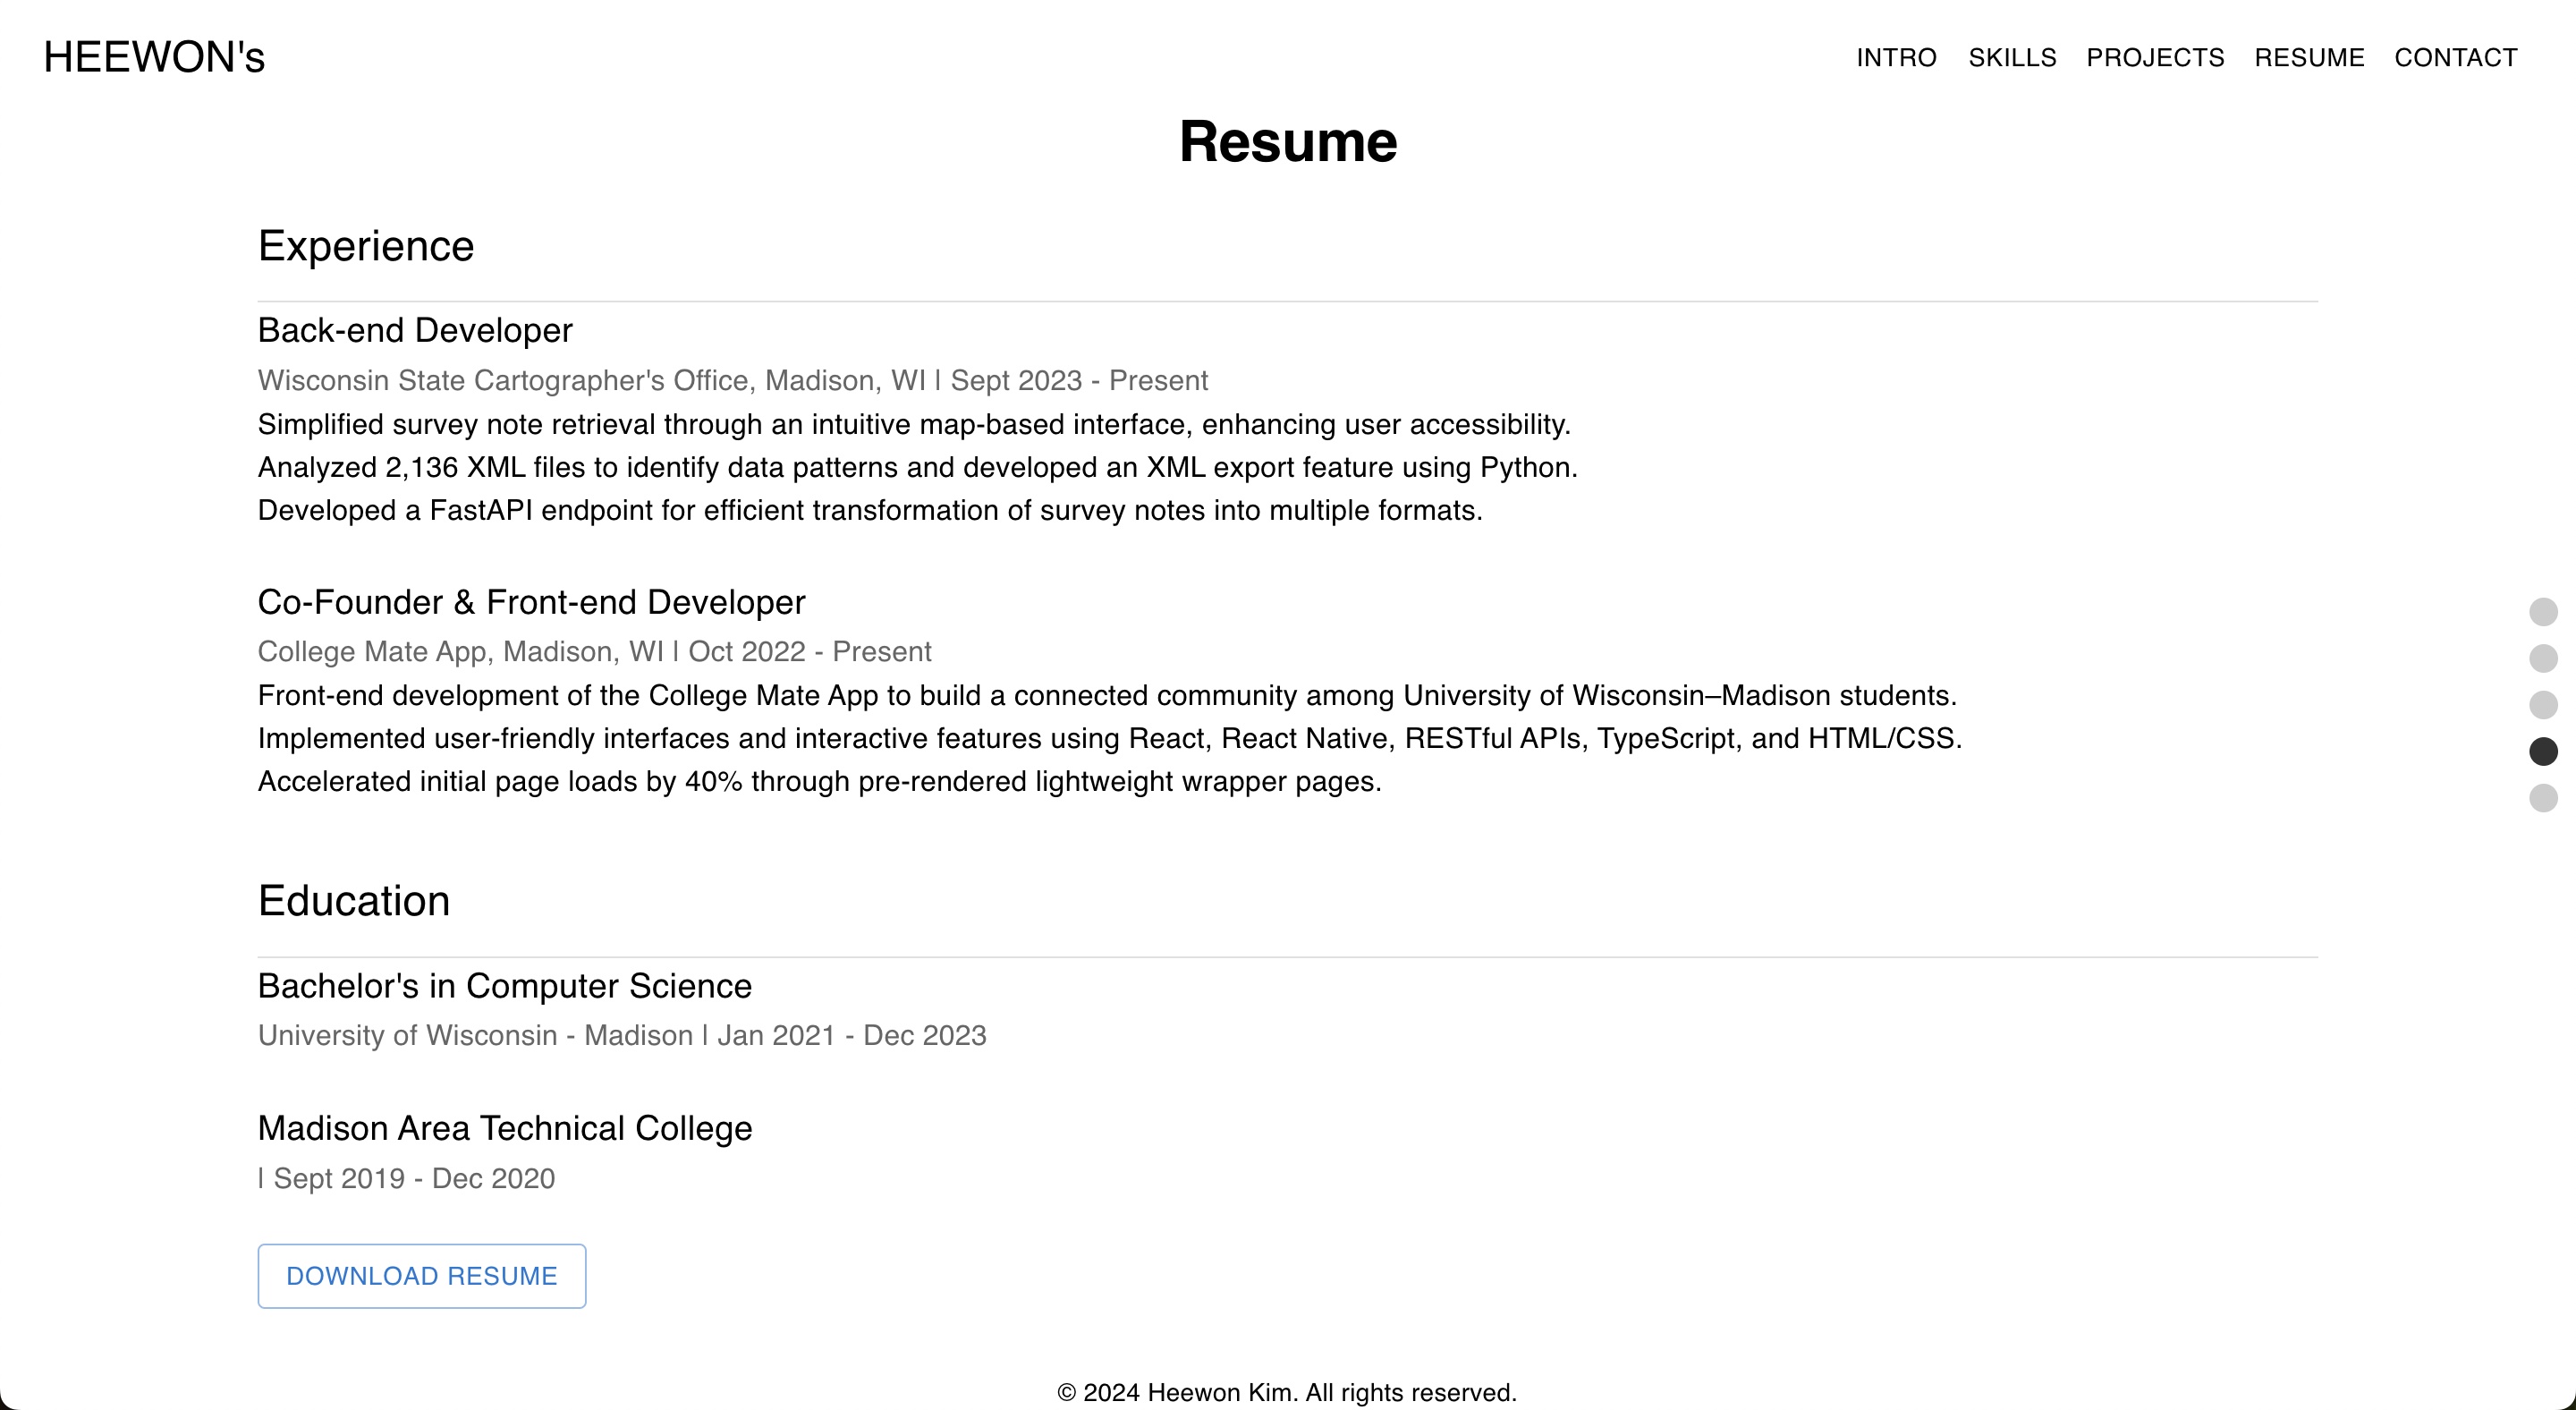 HEEWON's
INTRO SKILLS PROJECTS RESUME CONTACT
Resume
Experience
Back-end Developer
Wisconsin State Cartographer's Office, Madison, WI | Sept 2023 - Present
Simplified survey note retrieval through an intuitive map-based interface, enhancing user accessibility.
Analyzed 2,136 XML files to identify data patterns and developed an XML export feature using Python.
Developed a FastAPI endpoint for efficient transformation of survey notes into multiple formats.
Co-Founder & Front-end Developer
College Mate App, Madison, WI | Oct 2022 - Present
Front-end development of the College Mate App to build a connected community among University of Wisconsin–Madison students.
Implemented user-friendly interfaces and interactive features using React, React Native, RESTful APIs, TypeScript, and HTML/CSS.
Accelerated initial page loads by 40% through pre-rendered lightweight wrapper pages.
Education
Bachelor's in Computer Science
University of Wisconsin - Madison | Jan 2021 - Dec 2023
Madison Area Technical College
| Sept 2019 - Dec 2020
DOWNLOAD RESUME
© 2024 Heewon Kim. All rights reserved.